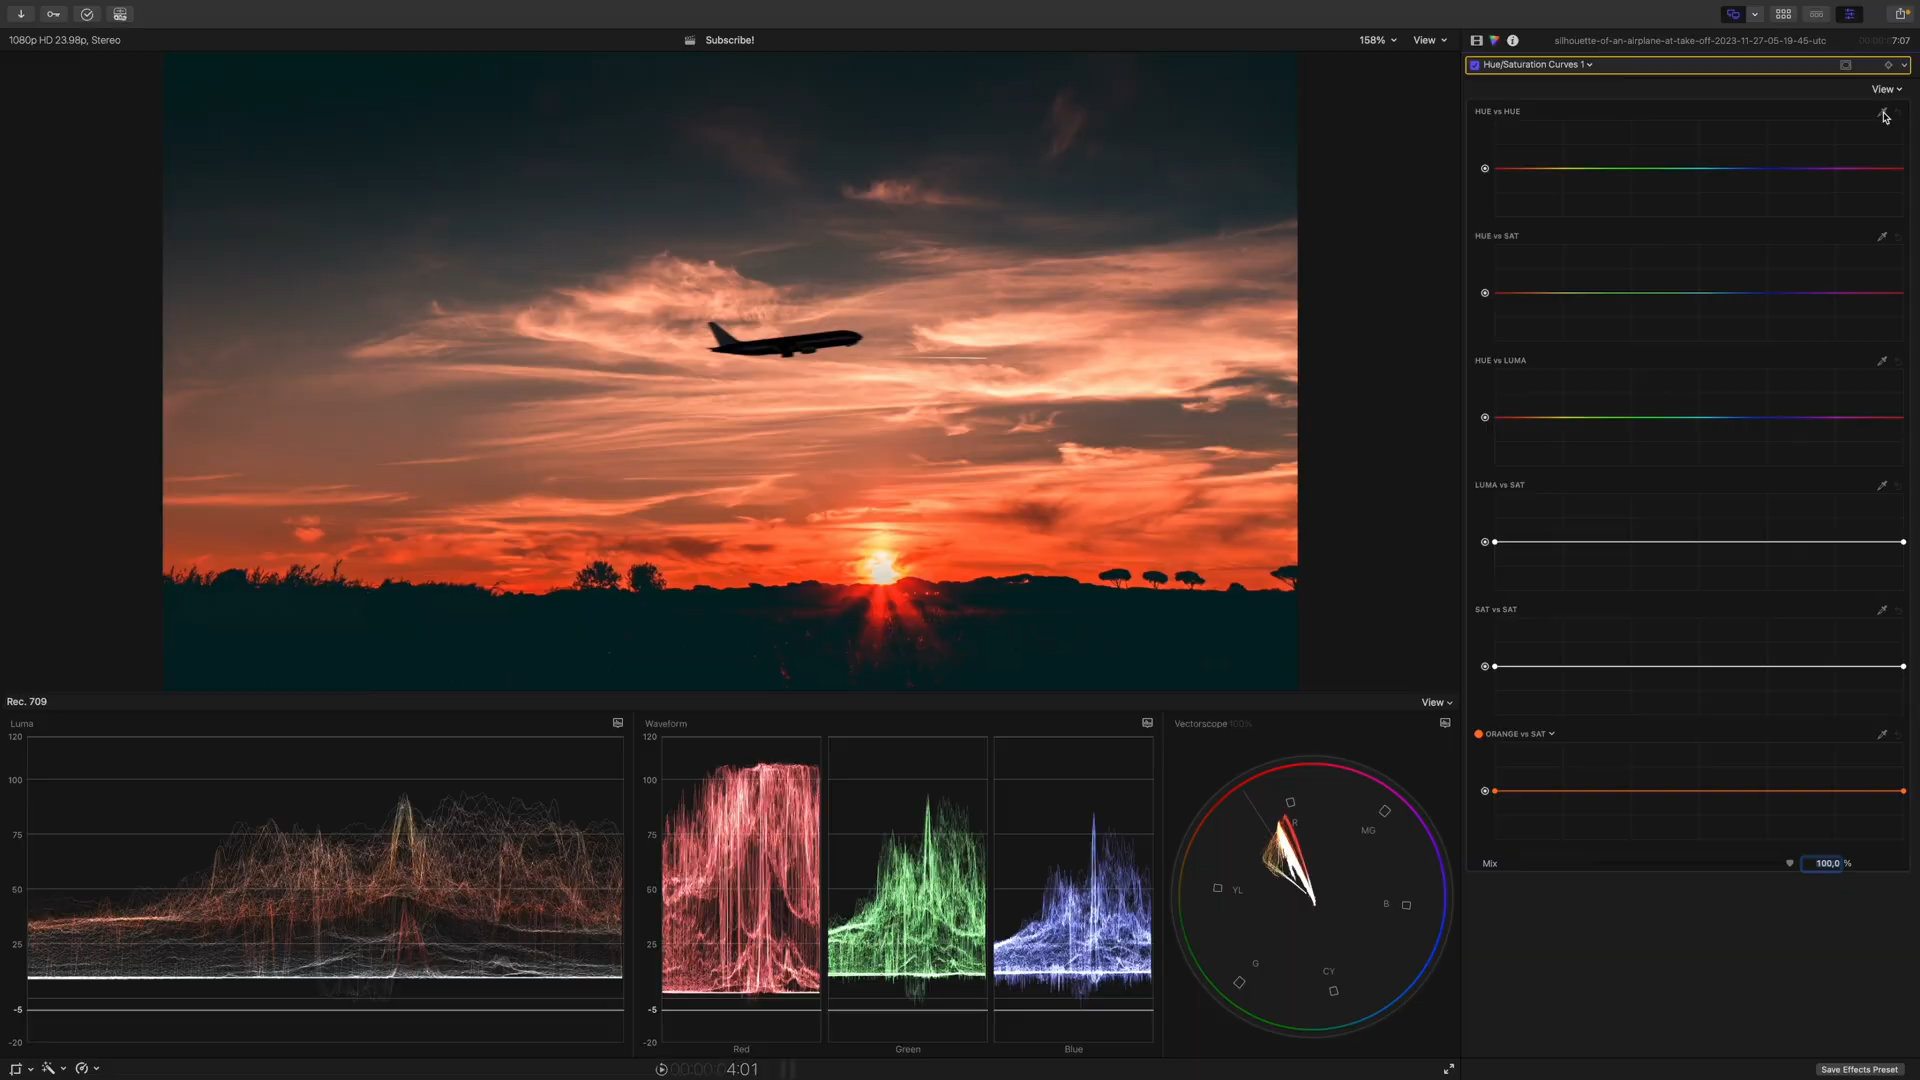 1080p HD 23.98p, Stereo
Subscribe!
158%
View
silhouette-of-an-airplane-at-take-off-2023-11-27-05-19-45-utc
7:07
Hue/Saturation Curves 1
View
HUE vs HUE
HUE vs SAT
HUE vs LUMA
LUMA vs SAT
SAT vs SAT
ORANGE vs SAT
Mix
100,0 %
Rec. 709
View
Luma
Waveform
Vectorscope 100%
120
100
75
50
25
-5
-20
120
100
75
50
25
-5
-20
Red
Green
Blue
R
MG
YL
B
G
CY
00:00:04:01
Save Effects Preset